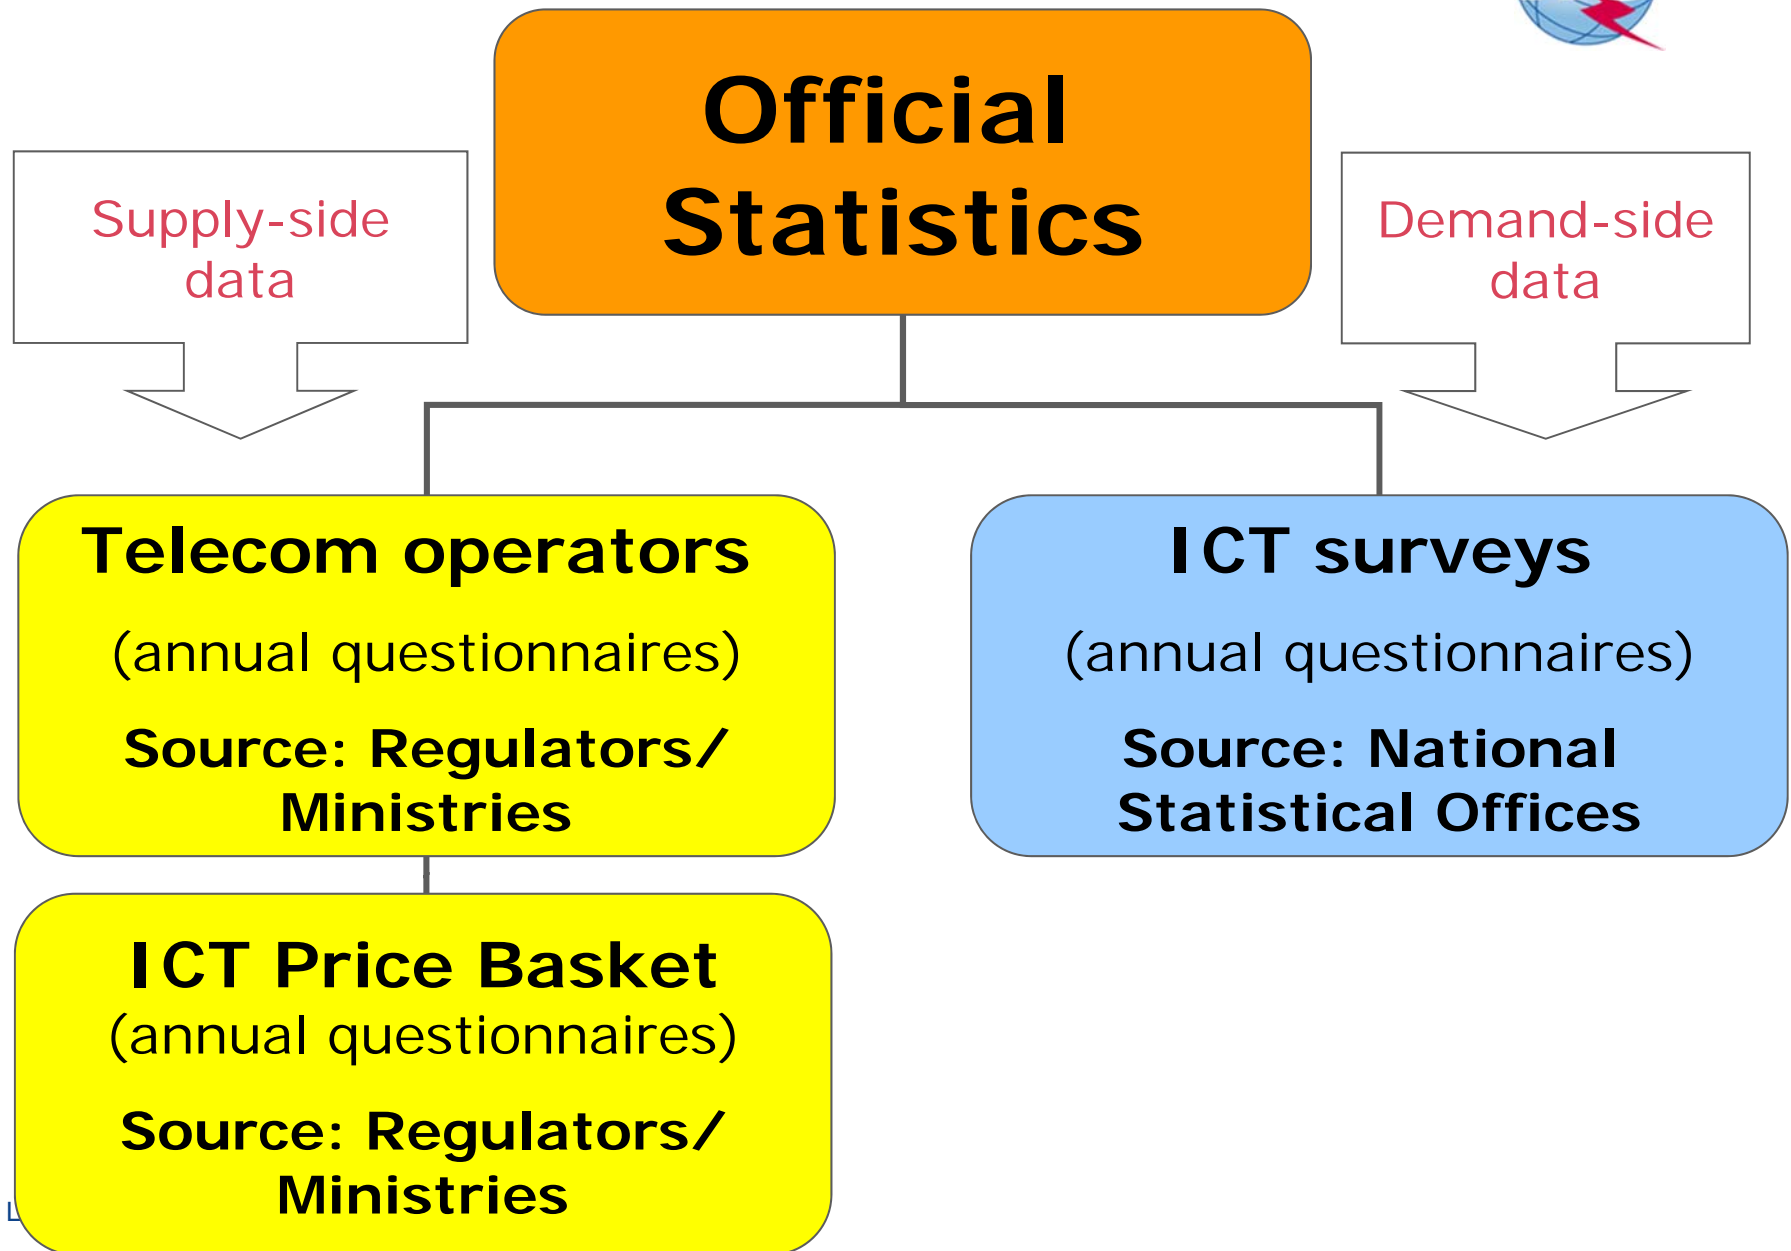 Official
Statistics
Supply-side
data
Demand-side
data
Telecom operators
(annual questionnaires)
Source: Regulators/
Ministries
ICT surveys
(annual questionnaires)
Source: National
Statistical Offices
ICT Price Basket
(annual questionnaires)
Source: Regulators/
Ministries